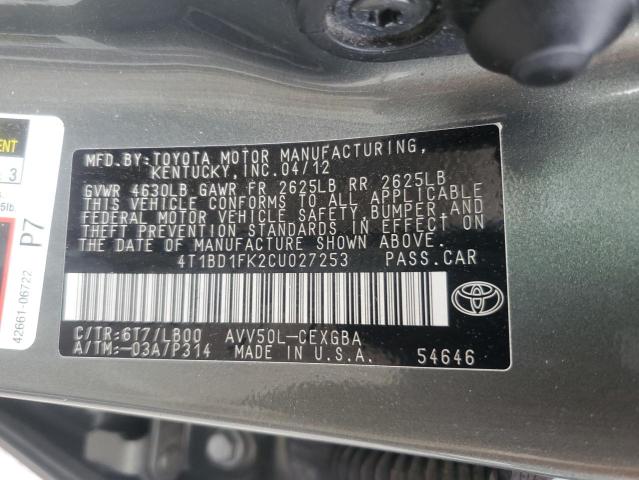 MFD.BY:TOYOTA MOTOR MANUFACTURING,
KENTUCKY,INC.04/12
GVWR 4630LB GAWR FR 2625LB RR 2625LB
THIS VEHICLE CONFORMS TO ALL APPLICABLE
FEDERAL MOTOR VEHICLE SAFETY,BUMPER,AND
THEFT PREVENTION STANDARDS IN EFFECT ON
THE DATE OF MANUFACTURE SHOWN ABOVE.
4T1BD1FK2CU027253 PASS.CAR
C/TR:6T7/LB00 AVV50L-CEXGBA
A/TM:-03A/P314 MADE IN U.S.A.
54646
3
P7
42661-06722